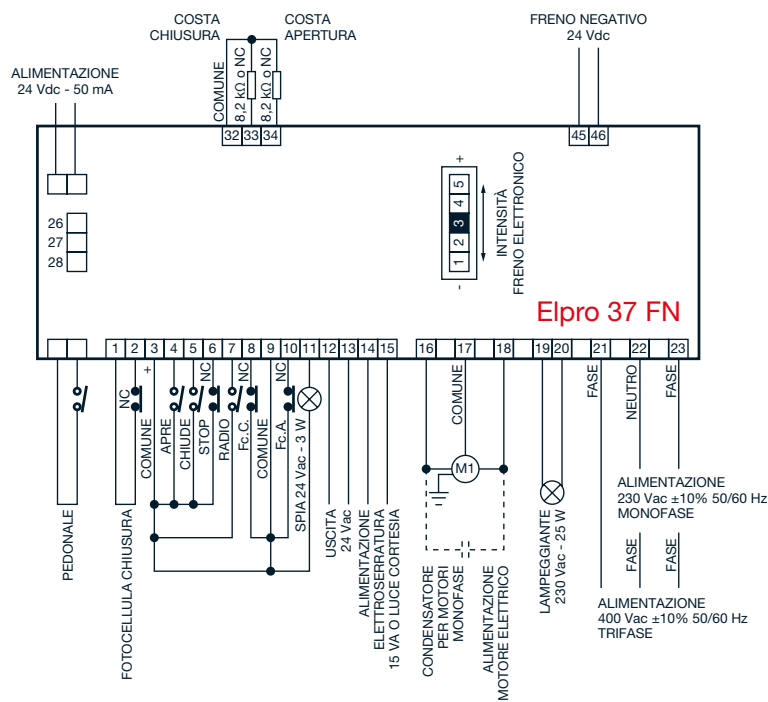 COSTA
CHIUSURA
COSTA
APERTURA
FRENO NEGATIVO
24 Vdc
ALIMENTAZIONE
24 Vdc - 50 mA
COMUNE
8,2 kΩ o NC
8,2 kΩ o NC
32 33 34
45 46
+
5
4
3
2
1
-
INTENSITÀ
FRENO ELETTRONICO
26
27
28
Elpro 37 FN
1 2 3 4 5 6 7 8 9 10 11 12 13 14 15 16 17 18 19 20 21 22 23
PEDONALE
NC
FOTOCELLULA CHIUSURA
+
COMUNE
APRE
CHIUDE
NC
STOP
RADIO
NC
Fc.C.
COMUNE
NC
Fc.A.
SPIA 24 Vac - 3 W
USCITA
24 Vac
ALIMENTAZIONE
ELETTROSERRATURA
15 VA O LUCE CORTESIA
COMUNE
M1
CONDENSATORE
PER MOTORI
MONOFASE
ALIMENTAZIONE
MOTORE ELETTRICO
LAMPEGGIANTE
230 Vac - 25 W
FASE
NEUTRO
FASE
ALIMENTAZIONE
230 Vac ±10% 50/60 Hz
MONOFASE
FASE
FASE
ALIMENTAZIONE
400 Vac ±10% 50/60 Hz
TRIFASE